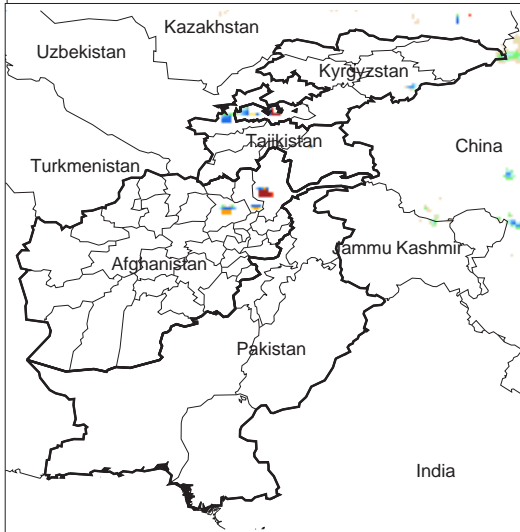 Kazakhstan
Uzbekistan
Kyrgyzstan
Tajikistan
China
Turkmenistan
Jammu Kashmir
Afghanistan
Pakistan
India